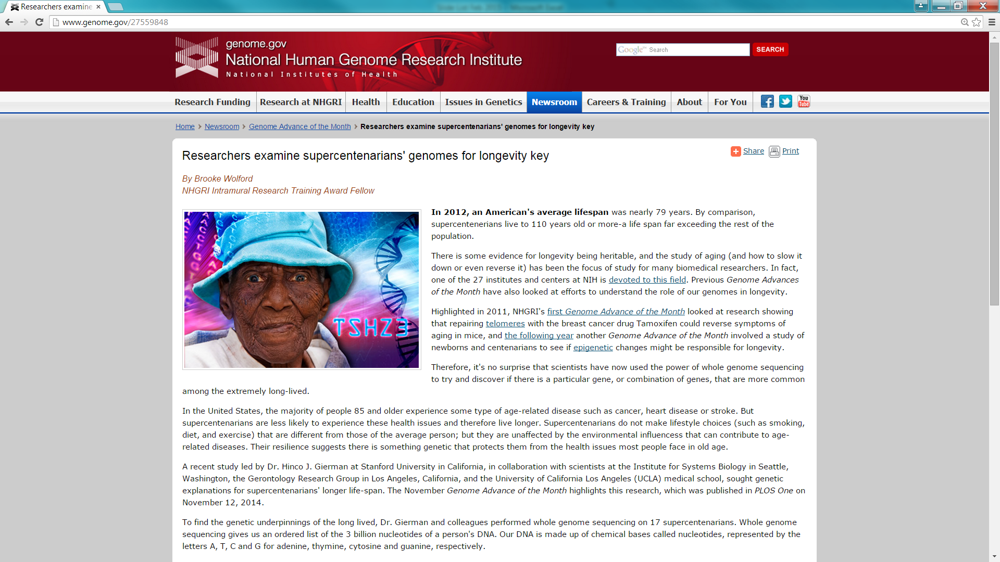 Researchers examine
www.genome.gov/27559848
genome.gov
National Human Genome Research Institute
National Institutes of Health
Google™ Search
SEARCH
Research Funding
Research at NHGRI
Health
Education
Issues in Genetics
Newsroom
Careers & Training
About
For You
You
Tube
Home > Newsroom > Genome Advance of the Month > Researchers examine supercentenarians' genomes for longevity key
Share
Print
Researchers examine supercentenarians' genomes for longevity key
By Brooke Wolford
NHGRI Intramural Research Training Award Fellow
TSHZ3
In 2012, an American's average lifespan was nearly 79 years. By comparison,
supercentenerians live to 110 years old or more-a life span far exceeding the rest of the
population.
There is some evidence for longevity being heritable, and the study of aging (and how to slow it
down or even reverse it) has been the focus of study for many biomedical researchers. In fact,
one of the 27 institutes and centers at NIH is devoted to this field. Previous Genome Advances
of the Month have also looked at efforts to understand the role of our genomes in longevity.
Highlighted in 2011, NHGRI's first Genome Advance of the Month looked at research showing
that repairing telomeres with the breast cancer drug Tamoxifen could reverse symptoms of
aging in mice, and the following year another Genome Advance of the Month involved a study of
newborns and centenarians to see if epigenetic changes might be responsible for longevity.
Therefore, it's no surprise that scientists have now used the power of whole genome sequencing
to try and discover if there is a particular gene, or combination of genes, that are more common
among the extremely long-lived.
In the United States, the majority of people 85 and older experience some type of age-related disease such as cancer, heart disease or stroke. But
supercentenarians are less likely to experience these health issues and therefore live longer. Supercentenarians do not make lifestyle choices (such as smoking,
diet, and exercise) that are different from those of the average person; but they are unaffected by the environmental influencess that can contribute to age-
related diseases. Their resilience suggests there is something genetic that protects them from the health issues most people face in old age.
A recent study led by Dr. Hinco J. Gierman at Stanford University in California, in collaboration with scientists at the Institute for Systems Biology in Seattle,
Washington, the Gerontology Research Group in Los Angeles, California, and the University of California Los Angeles (UCLA) medical school, sought genetic
explanations for supercentenarians' longer life-span. The November Genome Advance of the Month highlights this research, which was published in PLOS One on
November 12, 2014.
To find the genetic underpinnings of the long lived, Dr. Gierman and colleagues performed whole genome sequencing on 17 supercentenarians. Whole genome
sequencing gives us an ordered list of the 3 billion nucleotides of a person's DNA. Our DNA is made up of chemical bases called nucleotides, represented by the
letters A, T, C and G for adenine, thymine, cytosine and guanine, respectively.